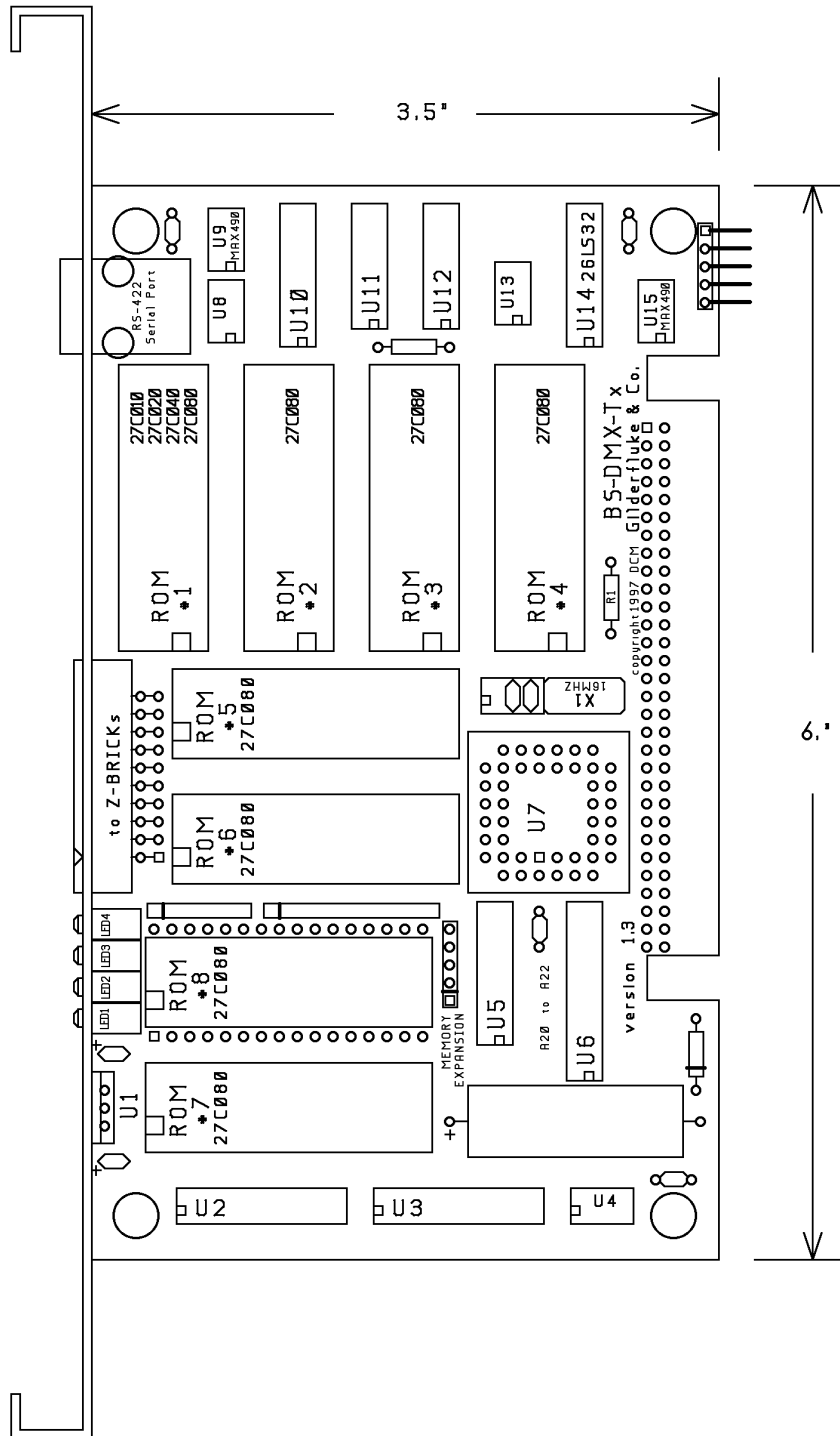 3.5"
U9
MAX490
U8
RS-422
Serial Port
U10
U11
U12
U13
U14 26LS32
U15
MAX490
27C010
27C020
27C040
27C080
ROM
*1
27C080
ROM
*2
27C080
ROM
*3
27C080
ROM
*4
BS-DMX-Tx
Gilderfluke & Co.
copyright1997 DCM
R1
X1
16MHZ
to Z-BRICKs
ROM
*5
27C080
ROM
*6
27C080
U7
6."
LED4
LED3
LED2
LED1
ROM
*8
27C080
MEMORY
EXPANSION
U5
A20 to A22
U6
version 1.3
+
U1
+
ROM
*7
27C080
+
U2
U3
U4